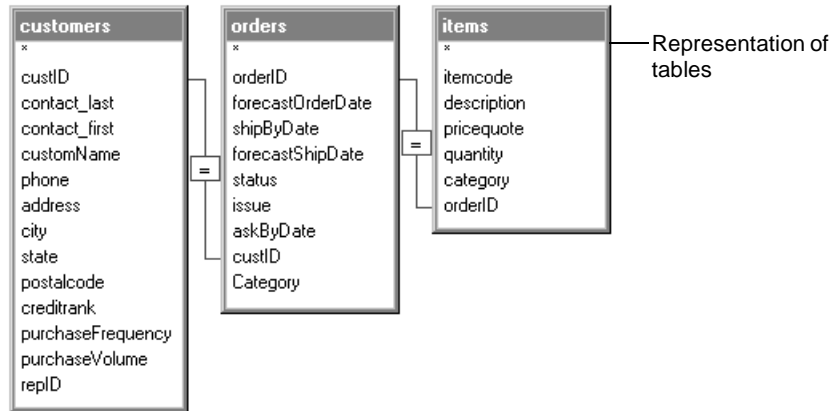 customers
*
custID
contact_last
contact_first
customName
phone
address
city
state
postalcode
creditrank
purchaseFrequency
purchaseVolume
repID
=
orders
*
orderID
forecastOrderDate
shipByDate
forecastShipDate
status
issue
askByDate
custID
Category
=
items
*
itemcode
description
pricequote
quantity
category
orderID
Representation of
tables